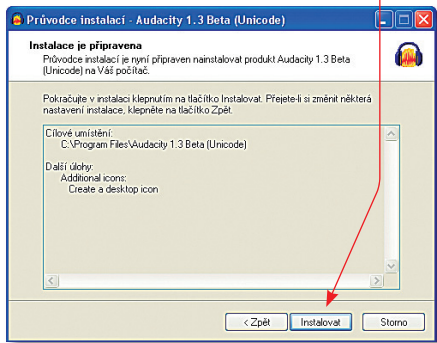 Průvodce instalací - Audacity 1.3 Beta (Unicode)
Instalace je připravena
Průvodce instalací je nyní připraven nainstalovat produkt Audacity 1.3 Beta
(Unicode) na Váš počítač.
Pokračujte v instalaci klepnutím na tlačítko Instalovat. Přejete-li si změnit některá
nastavení instalace, klepněte na tlačítko Zpět.
Cílové umístění:
C:\Program Files\Audacity 1.3 Beta (Unicode)
Další úlohy:
Additional icons:
Create a desktop icon
< Zpět Instalovat Storno